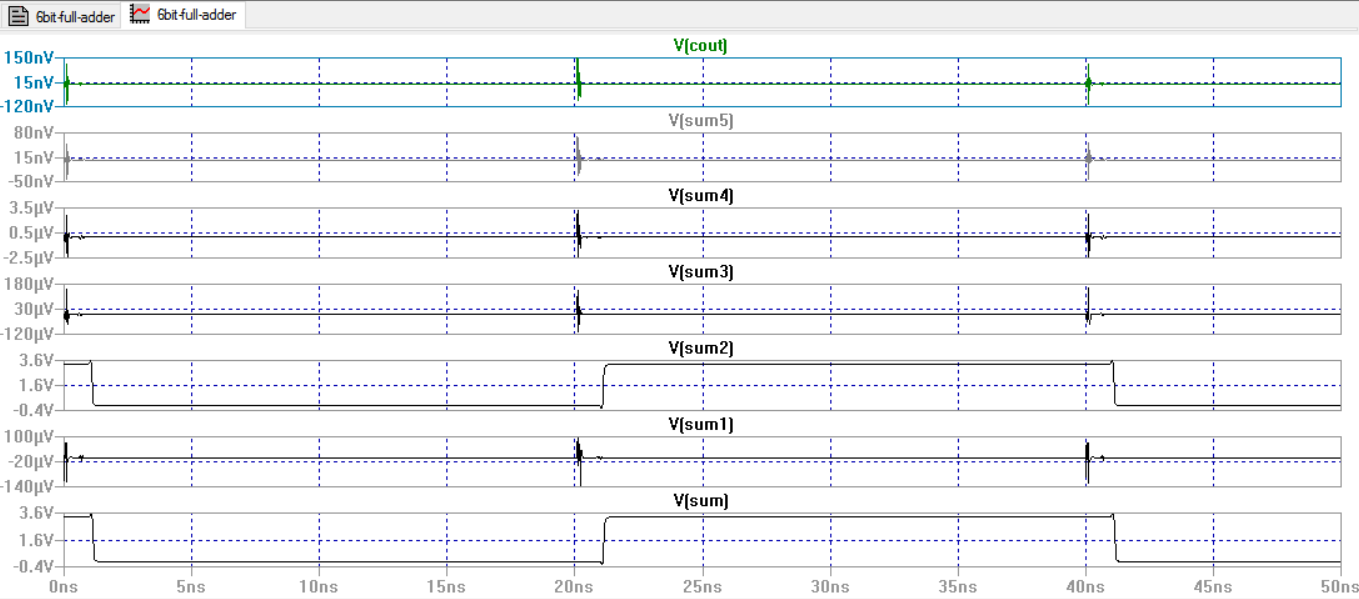 6bit-full-adder 6bit-full-adder
V(cout)
150nV
15nV
-120nV
V(sum5)
80nV
15nV
-50nV
V(sum4)
3.5µV
0.5µV
-2.5µV
V(sum3)
180µV
30µV
-120µV
V(sum2)
3.6V
1.6V
-0.4V
V(sum1)
100µV
-20µV
-140µV
V(sum)
3.6V
1.6V
-0.4V
0ns 5ns 10ns 15ns 20ns 25ns 30ns 35ns 40ns 45ns 50ns